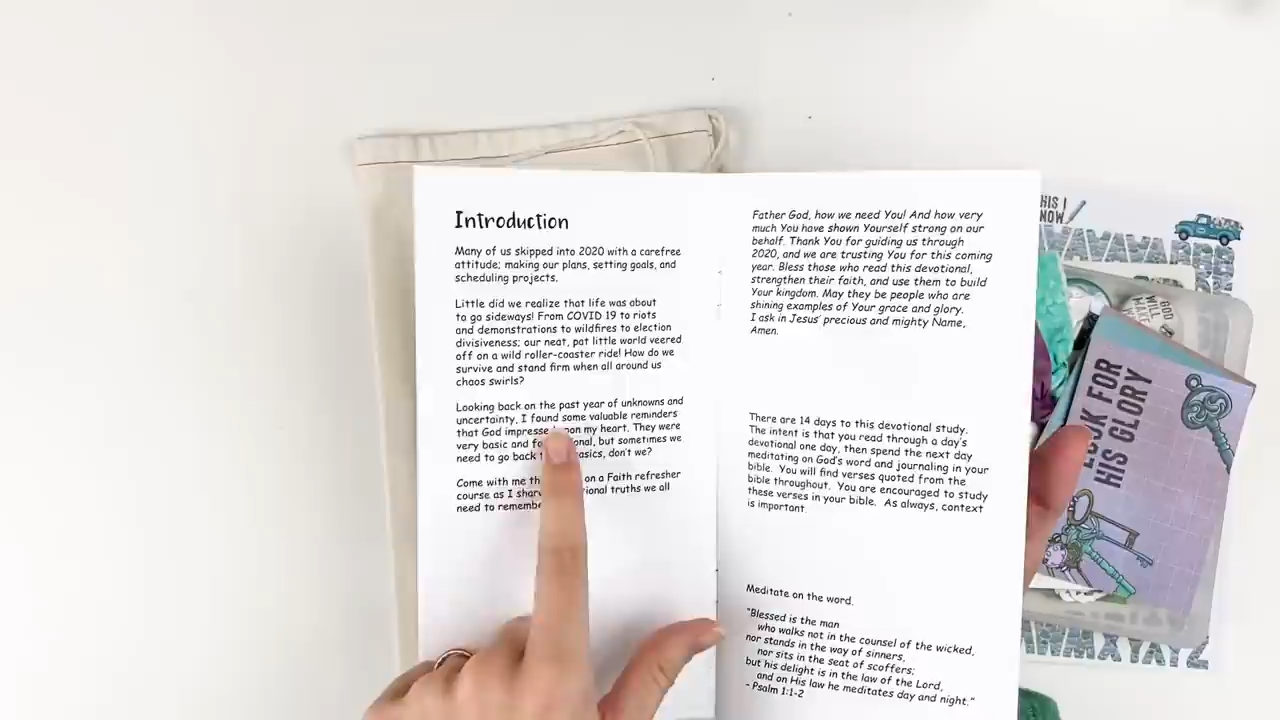 Introduction
Many of us skipped into 2020 with a carefree
attitude; making our plans, setting goals, and
scheduling projects.
Little did we realize that life was about
to go sideways! From COVID 19 to riots
and demonstrations to wildfires to election
divisiveness; our neat, pat little world veered
off on a wild roller-coaster ride! How do we
survive and stand firm when all around us
chaos swirls?
Looking back on the past year of unknowns and
uncertainty, I found some valuable reminders
that God impresse my heart. They were
very basic and but sometimes we
need to go back don't we?
Come with me on a Faith refresher
course as I truths we all
need to
Father God, how we need You! And how very
much You have shown Yourself strong on our
behalf. Thank You for guiding us through
2020, and we are trusting You for this coming
year. Bless those who read this devotional,
strengthen their faith, and use them to build
Your kingdom. May they be people who are
shining examples of Your grace and glory.
I ask in Jesus' precious and mighty Name,
Amen.
There are 14 days to this devotional study.
The intent is that you read through a day's
devotional one day, then spend the next day
meditating on God's word and journaling in your
bible. You will find verses quoted from the
bible throughout. You are encouraged to study
these verses in your bible. As always, context
is important.
Meditate on the word.
"Blessed is the man
who walks not in the counsel of the wicked,
nor stands in the way of sinners,
nor sits in the seat of scoffers;
but his delight is in the law of the Lord,
and on His law he meditates day and night."
- Psalm 1:1-2
HIS I
NOW
GOD
WILL
LOOK FOR
HIS GLORY